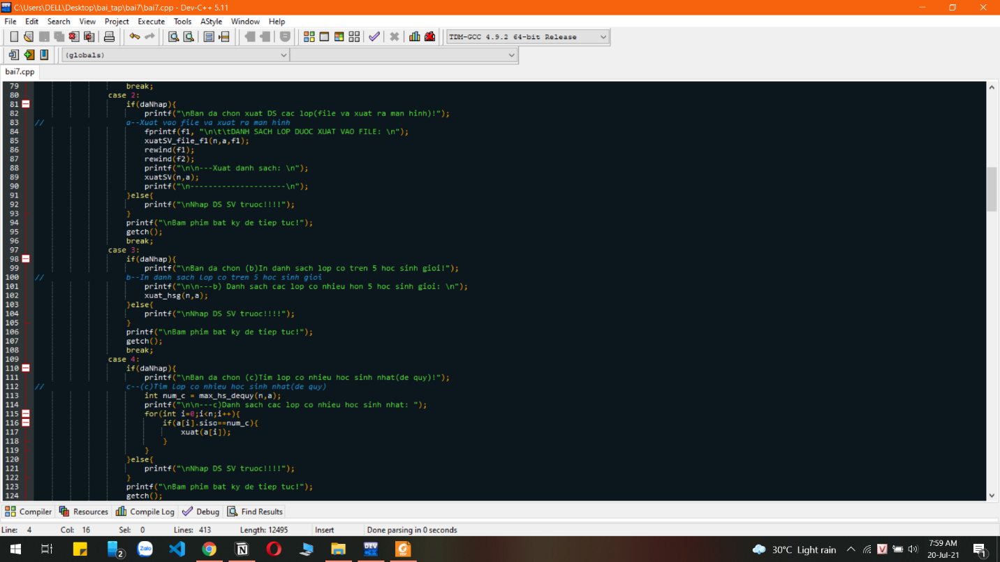 C:\Users\DELL\Desktop\bai_tap\bai7\bai7.cpp - Dev-C++ 5.11
File Edit Search View Project Execute Tools AStyle Window Help
TDM-GCC 4.9.2 64-bit Release
(globals)
bai7.cpp
79 break;
80 case 2:
81 if(daNhap){
82 printf("\nBan da chon xuat DS cac lop(file va xuat ra man hinh)!");
83 // a--Xuat vao file va xuat ra man hinh
84 fprintf(f1, "\n\t\tDANH SACH LOP DUOC XUAT VAO FILE: \n");
85 xuatSV_file_f1(n,a,f1);
86 rewind(f1);
87 rewind(f2);
88 printf("\n\n---Xuat danh sach: \n");
89 xuatSV(n,a);
90 printf("\n---------------------\n");
91 }else{
92 printf("\nNhap DS SV truoc!!!!");
93 }
94 printf("\nBam phim bat ky de tiep tuc!");
95 getch();
96 break;
97 case 3:
98 if(daNhap){
99 printf("\nBan da chon (b)In danh sach lop co tren 5 hoc sinh gioi!");
100 // b--In danh sach lop co tren 5 hoc sinh gioi
101 printf("\n\n---b) Danh sach cac lop co nhieu hon 5 hoc sinh gioi: \n");
102 xuat_hsg(n,a);
103 }else{
104 printf("\nNhap DS SV truoc!!!!");
105 }
106 printf("\nBam phim bat ky de tiep tuc!");
107 getch();
108 break;
109 case 4:
110 if(daNhap){
111 printf("\nBan da chon (c)Tim lop co nhieu hoc sinh nhat(de quy)!");
112 // c--(c)Tim lop co nhieu hoc sinh nhat(de quy)
113 int num_c = max_hs_dequy(n,a);
114 printf("\n\n---c)Danh sach cac lop co nhieu hoc sinh nhat: ");
115 for(int i=0;i<n;i++){
116 if(a[i].siso==num_c){
117 xuat(a[i]);
118 }
119 }
120 }else{
121 printf("\nNhap DS SV truoc!!!!");
122 }
123 printf("\nBam phim bat ky de tiep tuc!");
124 getch();
Compiler Resources Compile Log Debug Find Results
Line: 4 Col: 16 Sel: 0 Lines: 413 Length: 12495 Insert Done parsing in 0 seconds
2 Zalo DEV PDF 30°C Light rain V 7:59 AM 1
20-Jul-21